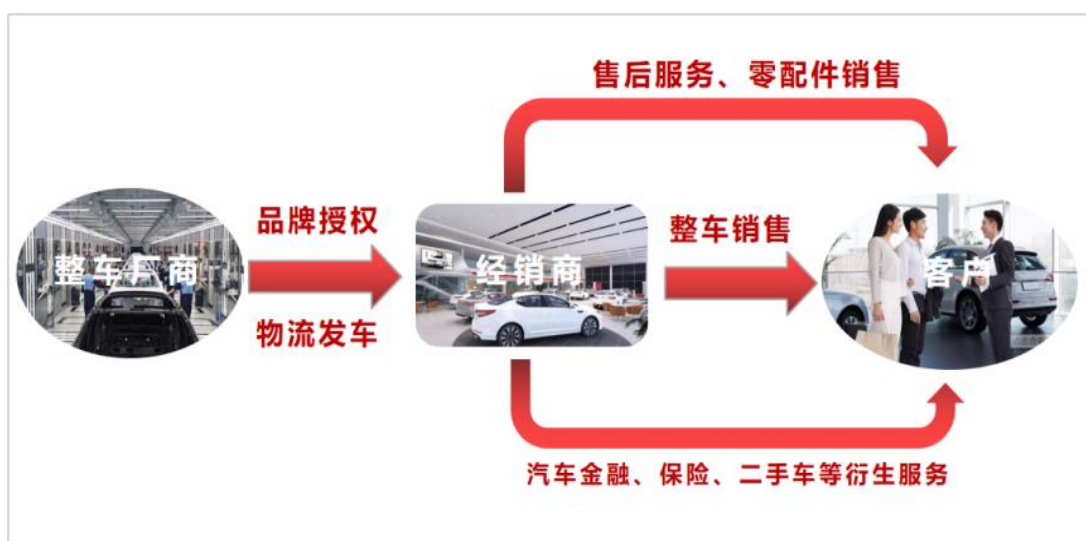 售后服务、零配件销售
品牌授权
整车销售
整车厂商
经销商
客户
物流发车
汽车金融、保险、二手车等衍生服务